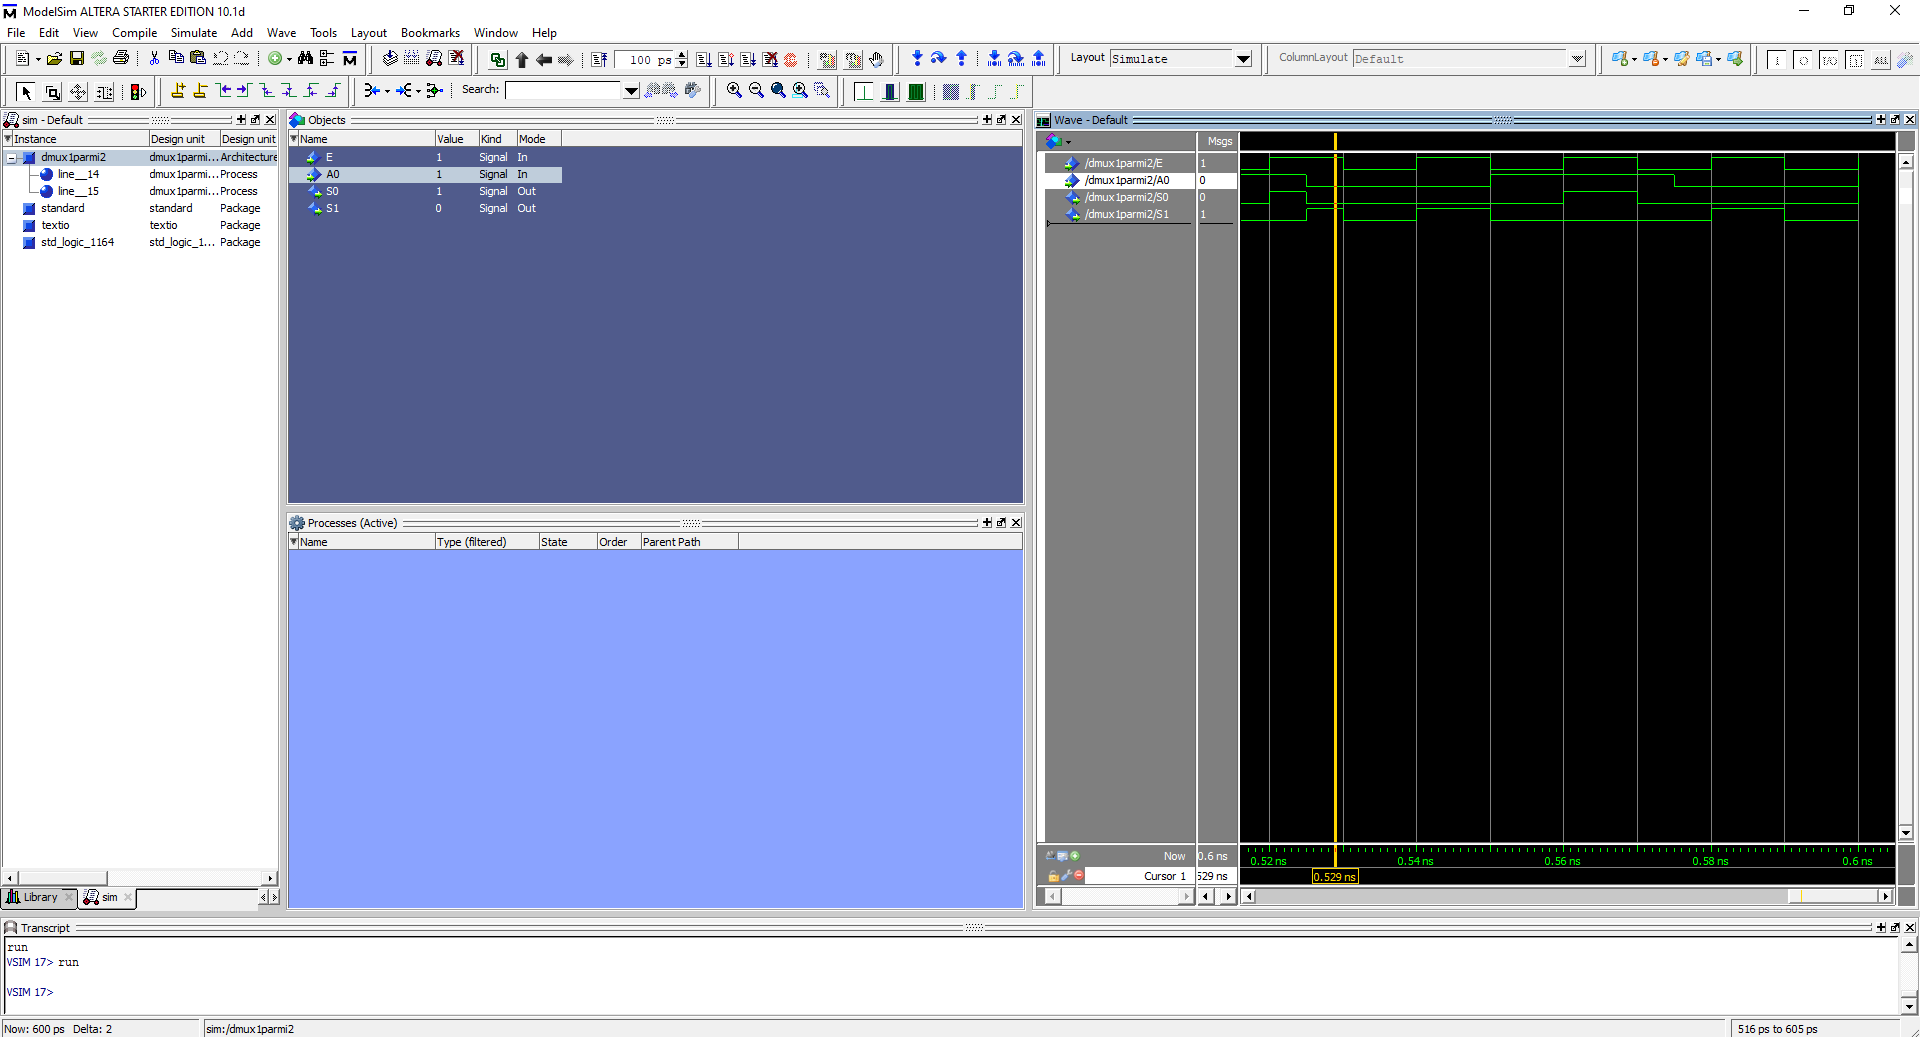 ModelSim ALTERA STARTER EDITION 10.1d
File Edit View Compile Simulate Add Wave Tools Layout Bookmarks Window Help
100 ps
Layout Simulate
ColumnLayout Default
ALL
Search:
sim - Default
Instance Design unit Design unit
dmux1parmi2 dmux1parmi... Architecture
line__14 dmux1parmi... Process
line__15 dmux1parmi... Process
standard standard Package
textio textio Package
std_logic_1164 std_logic_1... Package
Library
sim
Objects
Name Value Kind Mode
E 1 Signal In
A0 1 Signal In
S0 1 Signal Out
S1 0 Signal Out
Processes (Active)
Name Type (filtered) State Order Parent Path
Wave - Default
Msgs
/dmux1parmi2/E 1
/dmux1parmi2/A0 0
/dmux1parmi2/S0 0
/dmux1parmi2/S1 1
Now 0.6 ns
0.52 ns 0.54 ns 0.56 ns 0.58 ns 0.6 ns
Cursor 1 529 ns
0.529 ns
Transcript
run
VSIM 17> run
VSIM 17>
Now: 600 ps Delta: 2
sim:/dmux1parmi2
516 ps to 605 ps